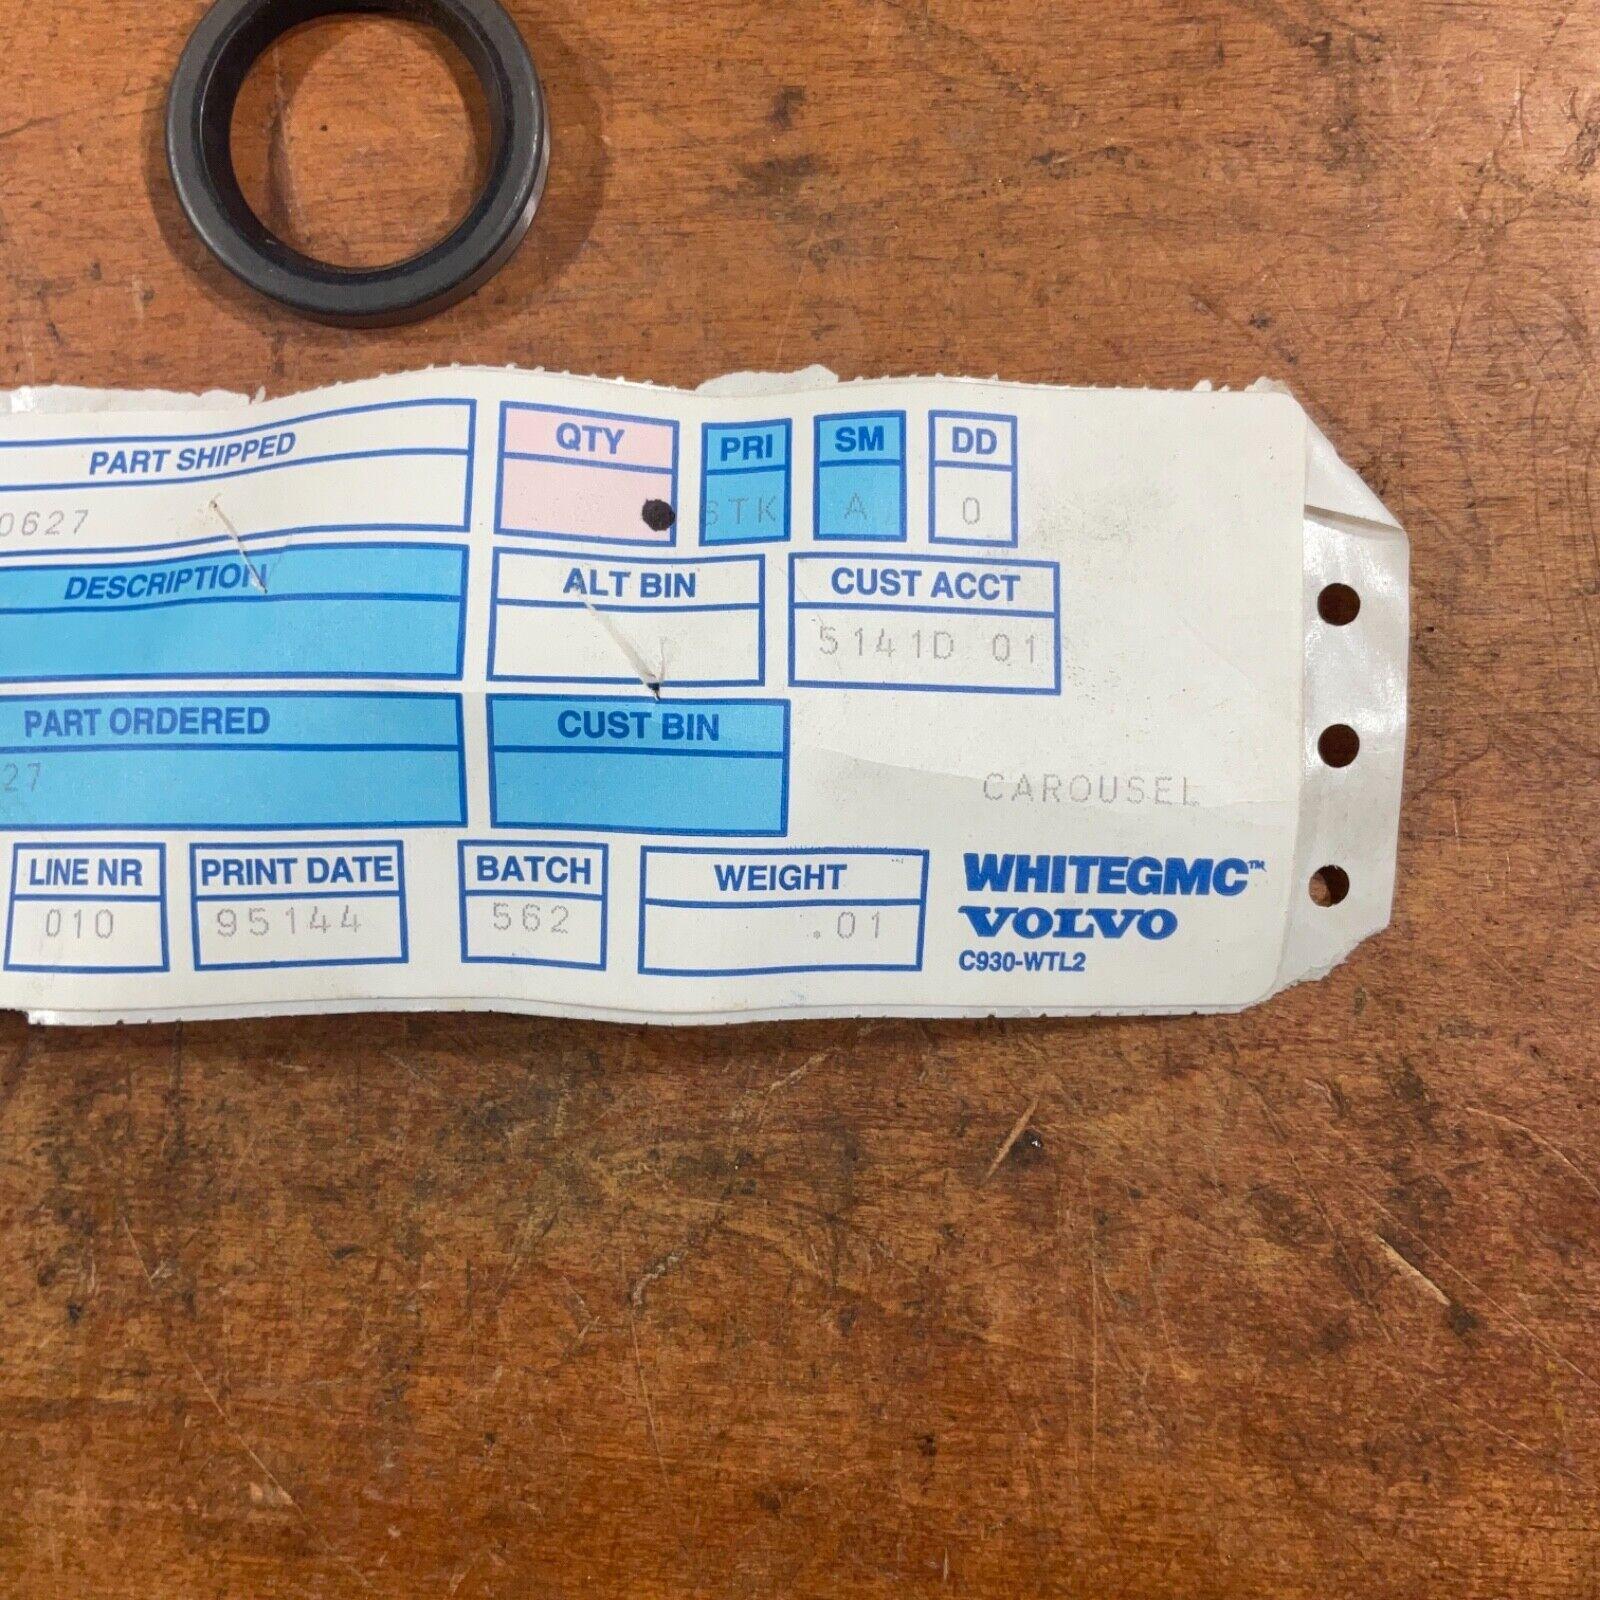 PART SHIPPED QTY PRI SM DD
0627 STK A 0
DESCRIPTION ALT BIN CUST ACCT
5141D 01
PART ORDERED CUST BIN
27
CAROUSEL
LINE NR PRINT DATE BATCH WEIGHT
010 95144 562 .01
WHITEGMC™
VOLVO
C930-WTL2